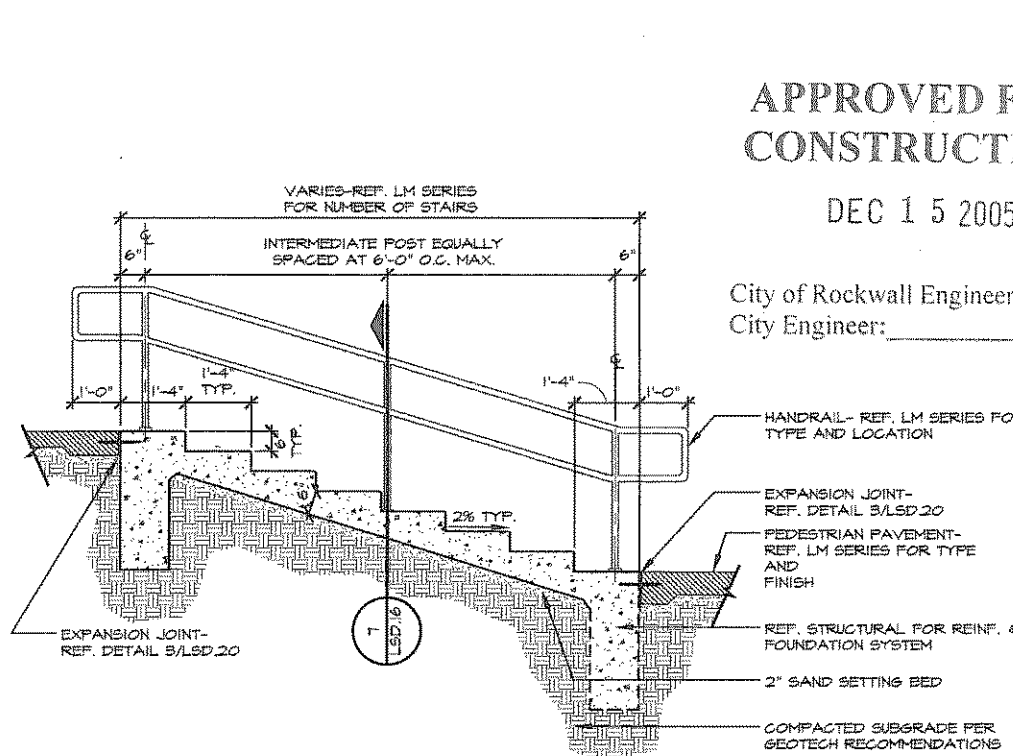 APPROVED F
CONSTRUCTI
DEC 1 5 2005
City of Rockwall Engineer
City Engineer:
VARIES-REF. LM SERIES
FOR NUMBER OF STAIRS
6"
INTERMEDIATE POST EQUALLY
SPACED AT 6'-0" O.C. MAX.
6"
1'-0"
1'-4"
1'-4"
TYP.
6"
TYP.
1'-4"
1'-0"
6"
2% TYP.
HANDRAIL- REF. LM SERIES FO
TYPE AND LOCATION
EXPANSION JOINT-
REF. DETAIL 3/LSD.20
PEDESTRIAN PAVEMENT-
REF. LM SERIES FOR TYPE
AND
FINISH
EXPANSION JOINT-
REF. DETAIL 3/LSD.20
7
LSD.16
REF. STRUCTURAL FOR REINF. &
FOUNDATION SYSTEM
2" SAND SETTING BED
COMPACTED SUBGRADE PER
GEOTECH RECOMMENDATIONS